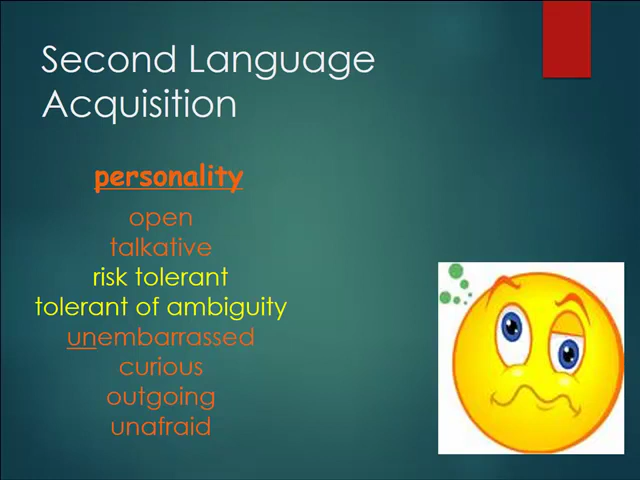 Second Language
Acquisition
personality
open
talkative
risk tolerant
tolerant of ambiguity
unembarrassed
curious
outgoing
unafraid